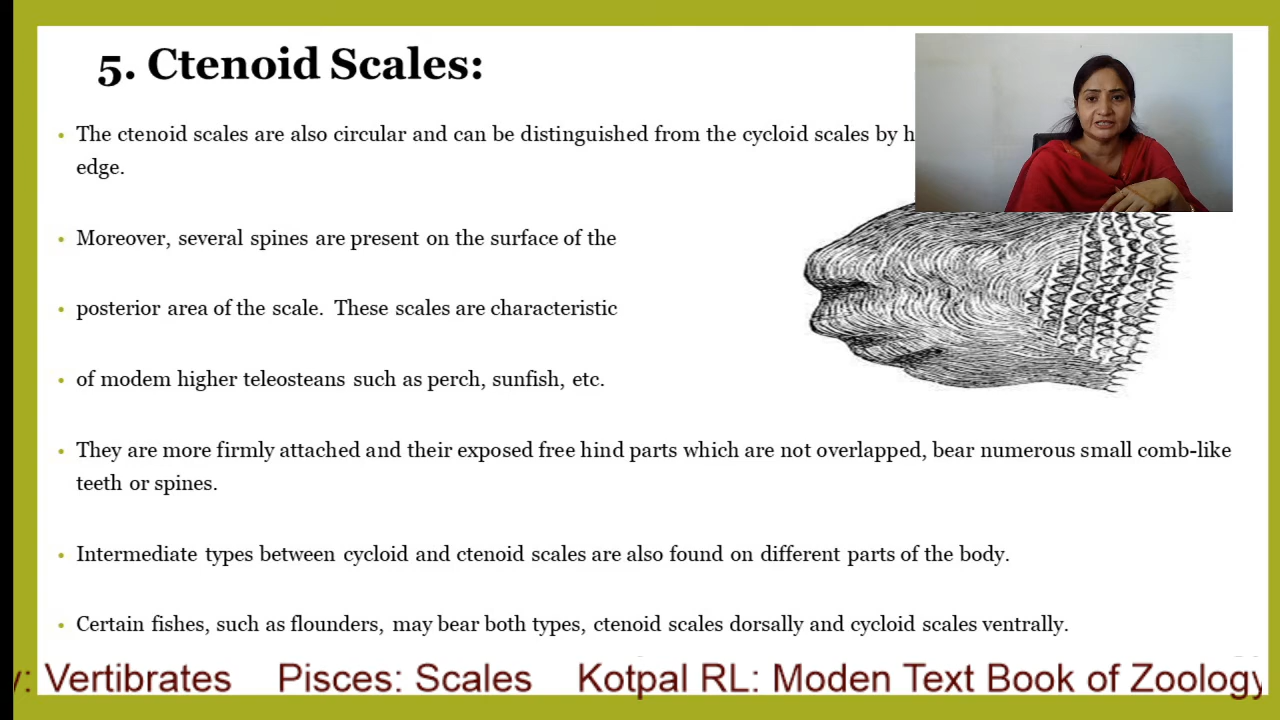 5. Ctenoid Scales:
• The ctenoid scales are also circular and can be distinguished from the cycloid scales by
edge.
• Moreover, several spines are present on the surface of the
• posterior area of the scale. These scales are characteristic
• of modem higher teleosteans such as perch, sunfish, etc.
• They are more firmly attached and their exposed free hind parts which are not overlapped, bear numerous small comb-like
teeth or spines.
• Intermediate types between cycloid and ctenoid scales are also found on different parts of the body.
• Certain fishes, such as flounders, may bear both types, ctenoid scales dorsally and cycloid scales ventrally.
: Vertibrates Pisces: Scales Kotpal RL: Moden Text Book of Zoology